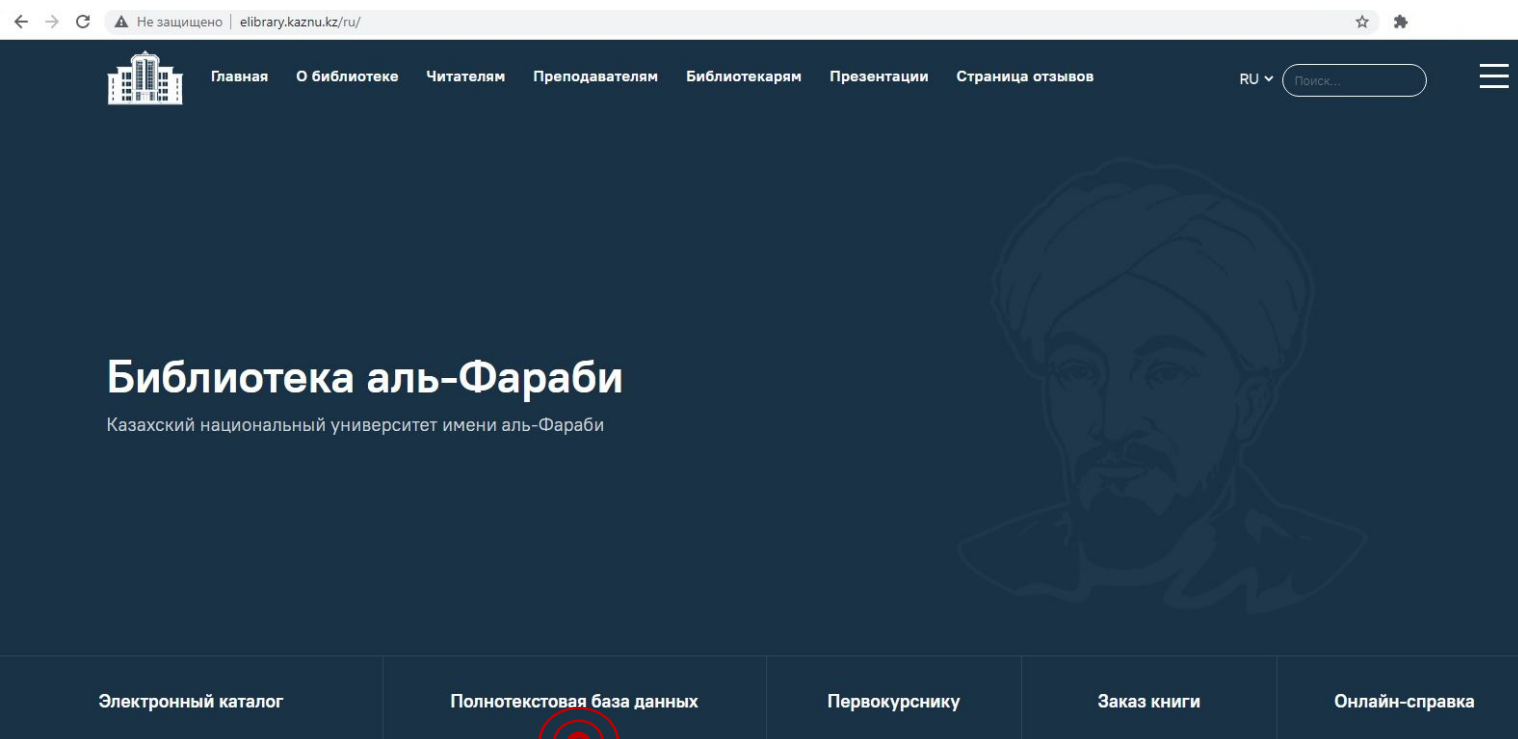 Не защищено | elibrary.kaznu.kz/ru/
Главная О библиотеке Читателям Преподавателям Библиотекарям Презентации Страница отзывов RU Поиск...
Библиотека аль-Фараби
Казахский национальный университет имени аль-Фараби
Электронный каталог Полнотекстовая база данных Первокурснику Заказ книги Онлайн-справка